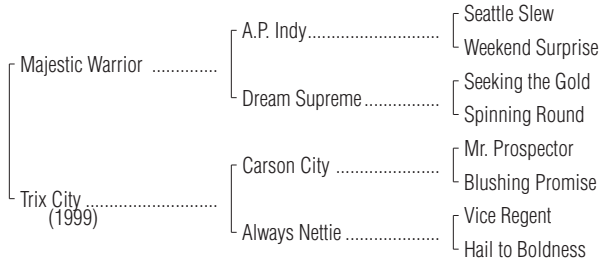 Seattle Slew
A.P. Indy..........................
Weekend Surprise
Majestic Warrior .............
Seeking the Gold
Dream Supreme...............
Spinning Round
Mr. Prospector
Carson City .....................
Blushing Promise
Trix City ..........................
(1999)
Vice Regent
Always Nettie ...................
Hail to Boldness